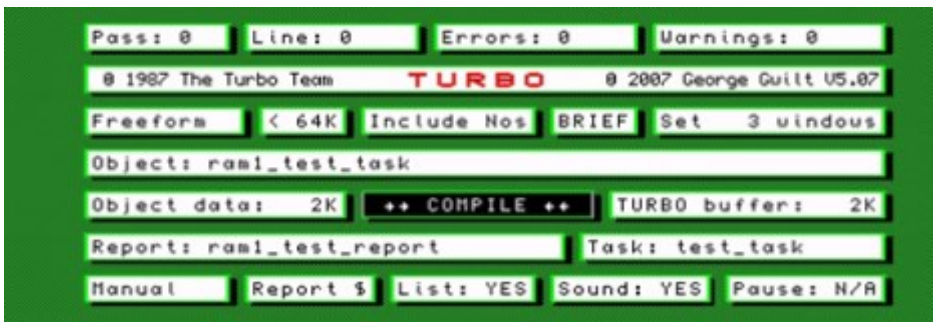 Pass: 0 Line: 0 Errors: 0 Warnings: 0
© 1987 The Turbo Team TURBO © 2007 George Gwilt V5.07
Freeform < 64K Include Nos BRIEF Set 3 windows
Object: ram1_test_task
Object data: 2K ++ COMPILE ++ TURBO buffer: 2K
Report: ram1_test_report Task: test_task
Manual Report $ List: YES Sound: YES Pause: N/A